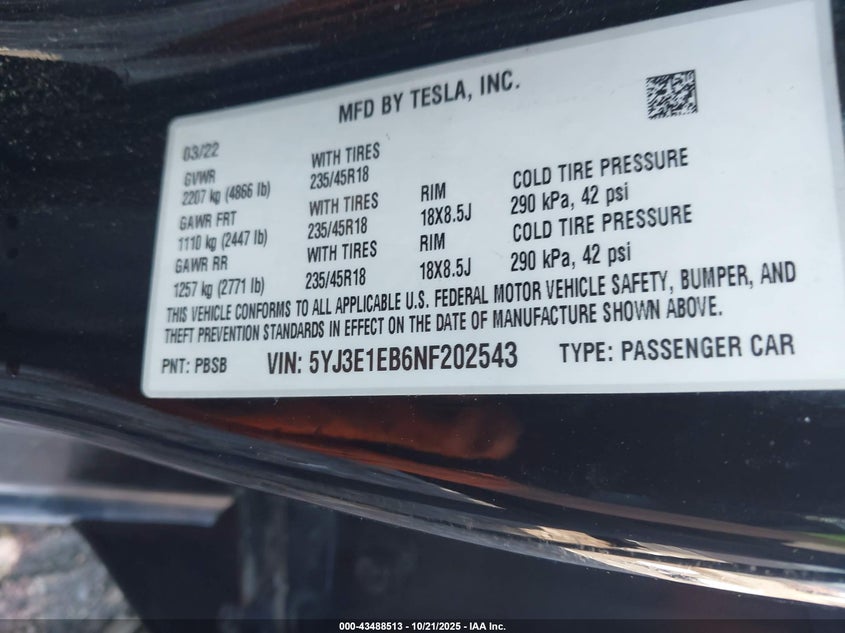 MFD BY TESLA, INC.
03/22
GVWR WITH TIRES
2207 kg (4866 lb) 235/45R18
GAWR FRT WITH TIRES RIM COLD TIRE PRESSURE
1110 kg (2447 lb) 235/45R18 18X8.5J 290 kPa, 42 psi
GAWR RR WITH TIRES RIM COLD TIRE PRESSURE
1257 kg (2771 lb) 235/45R18 18X8.5J 290 kPa, 42 psi
THIS VEHICLE CONFORMS TO ALL APPLICABLE U.S. FEDERAL MOTOR VEHICLE SAFETY, BUMPER, AND
THEFT PREVENTION STANDARDS IN EFFECT ON THE DATE OF MANUFACTURE SHOWN ABOVE.
PNT: PBSB VIN: 5YJ3E1EB6NF202543 TYPE: PASSENGER CAR
000-43488513 - 10/21/2025 - IAA Inc.